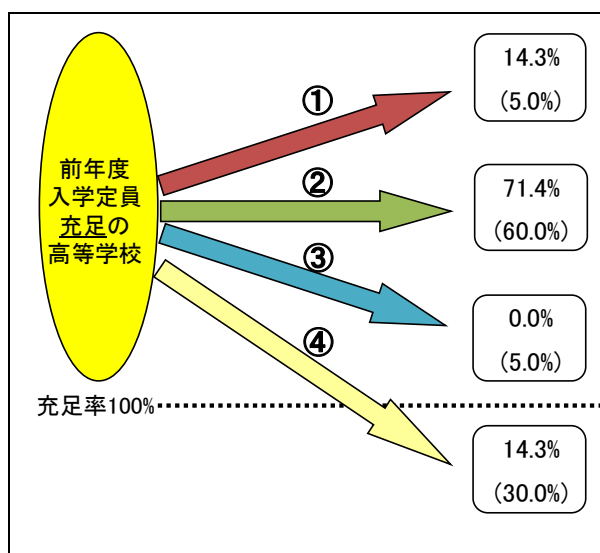 前年度
入学定員
充足の
高等学校
①
14.3%
(5.0%)
②
71.4%
(60.0%)
③
0.0%
(5.0%)
④
充足率100%
14.3%
(30.0%)